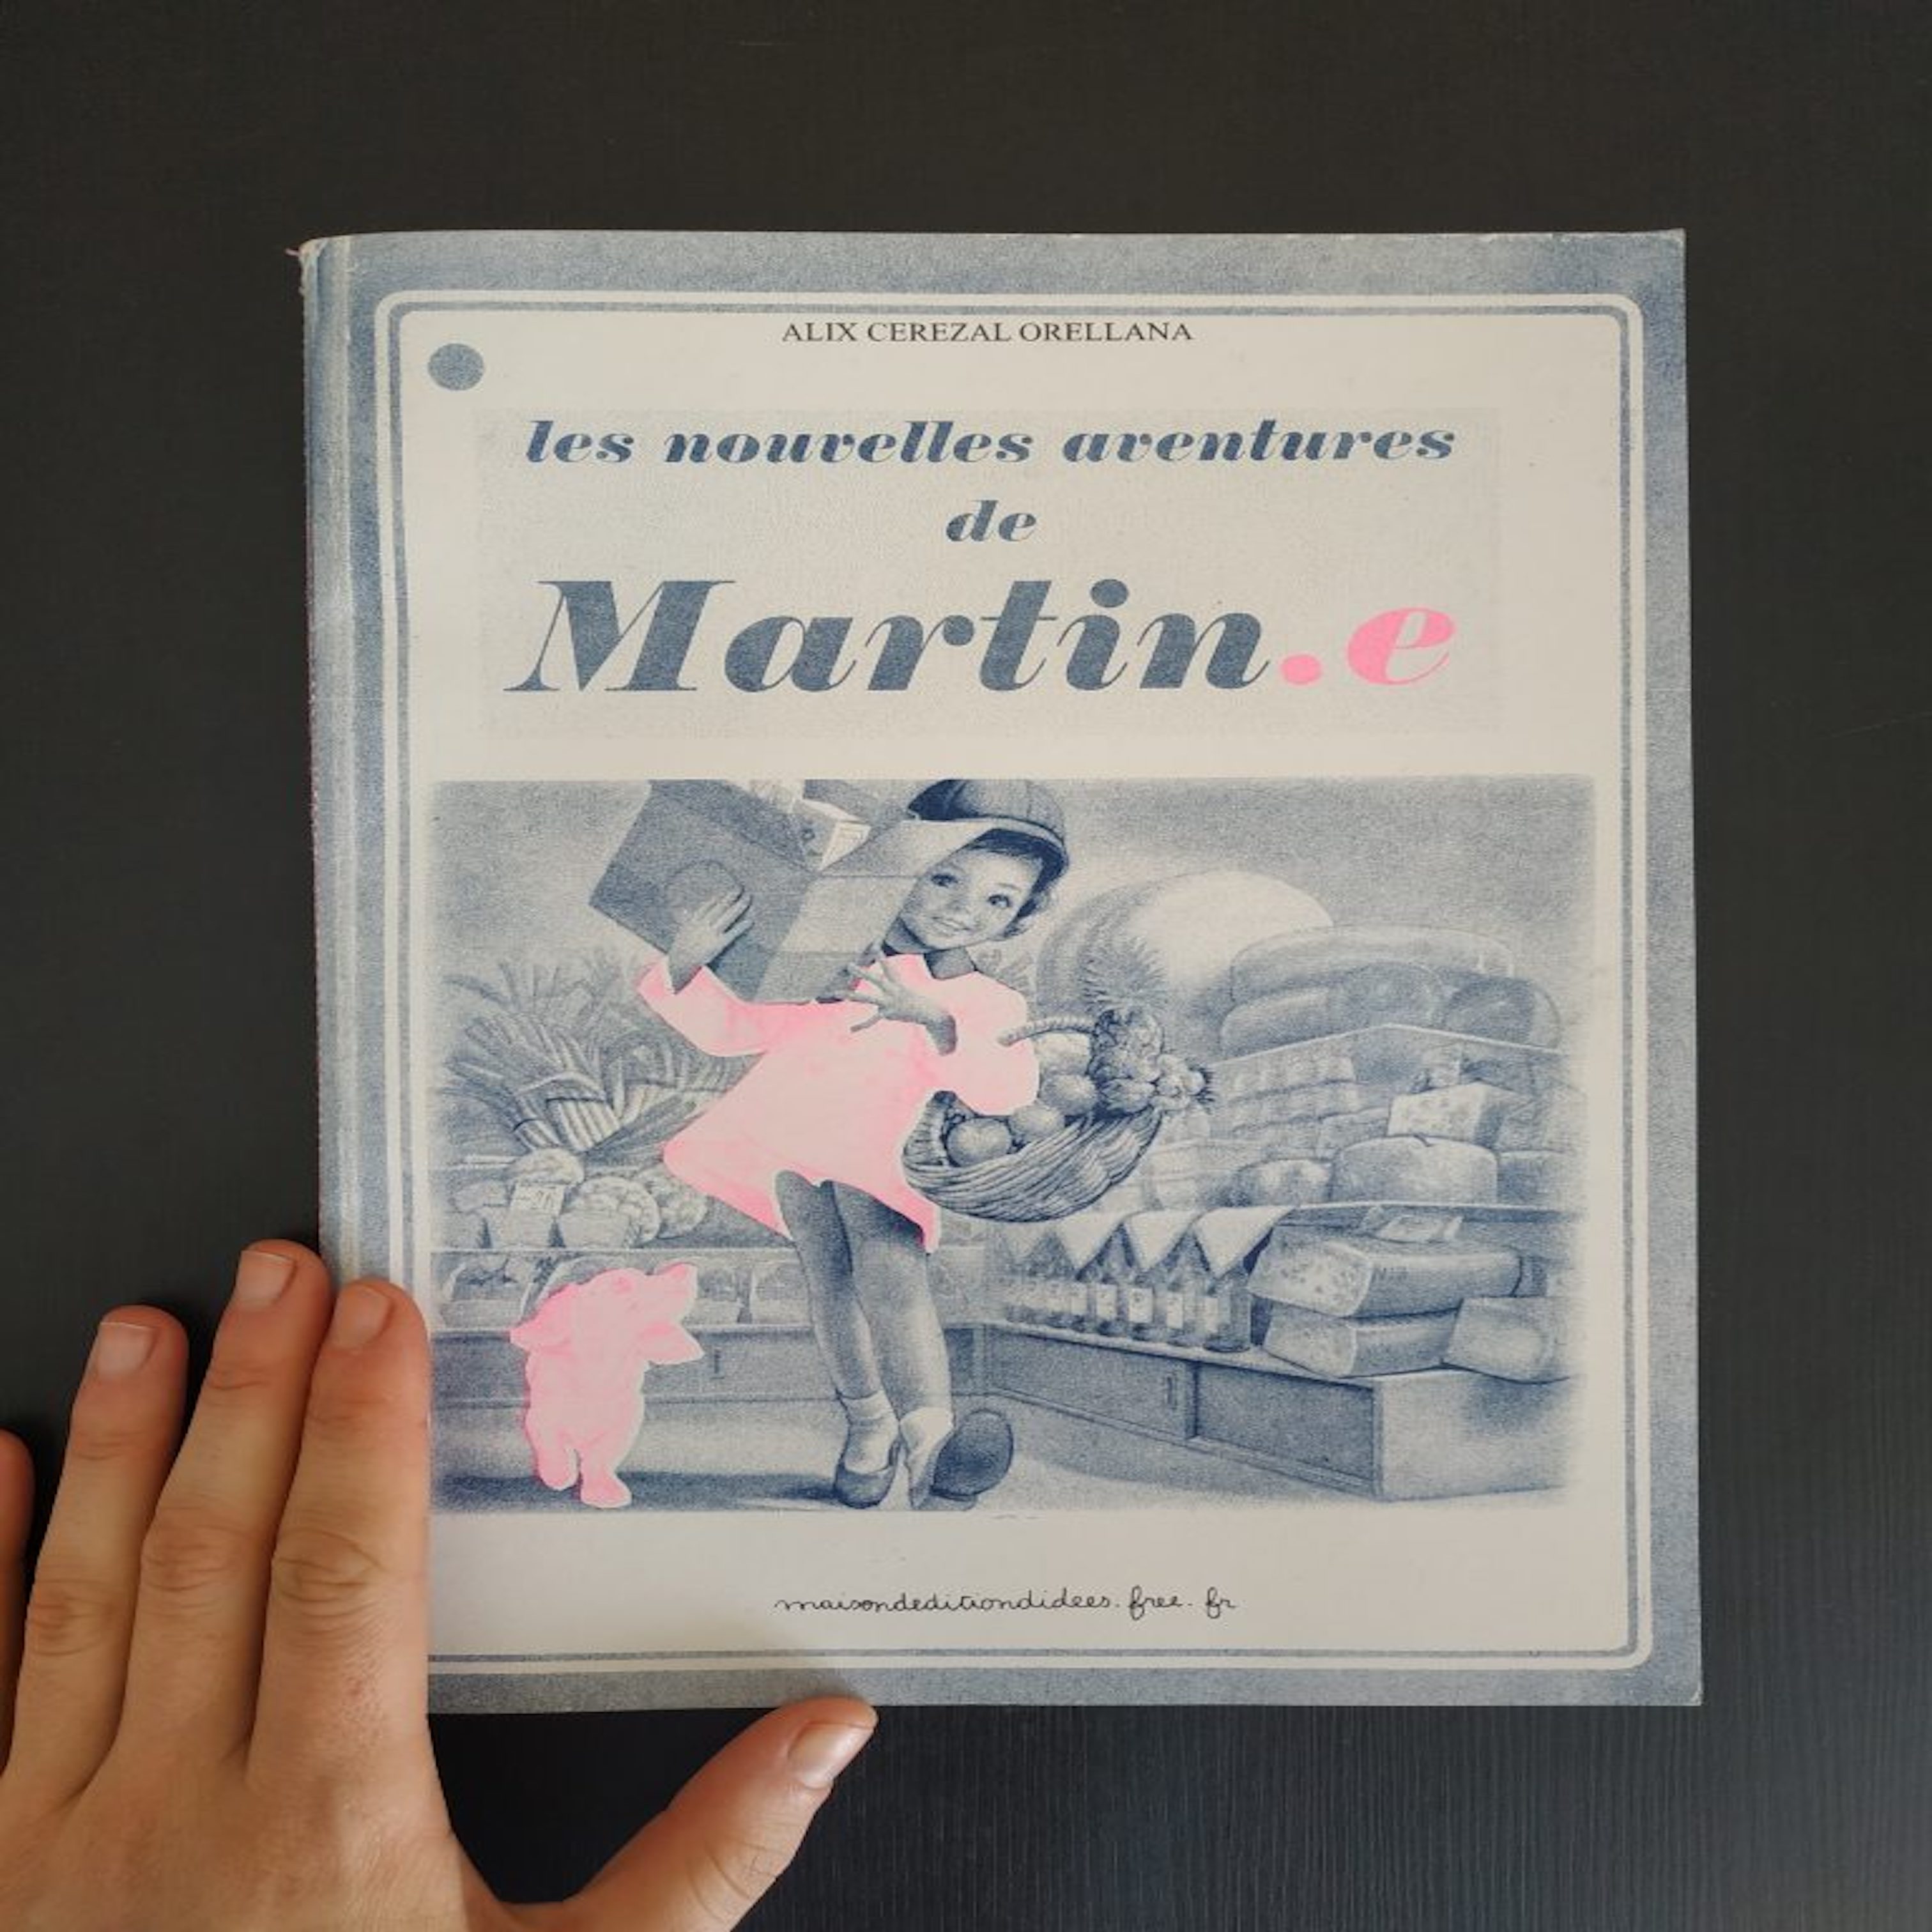 ALIX CEREZAL ORELLANA
les nouvelles aventures
de
Martin.e
maisondeditiondidees.free.fr